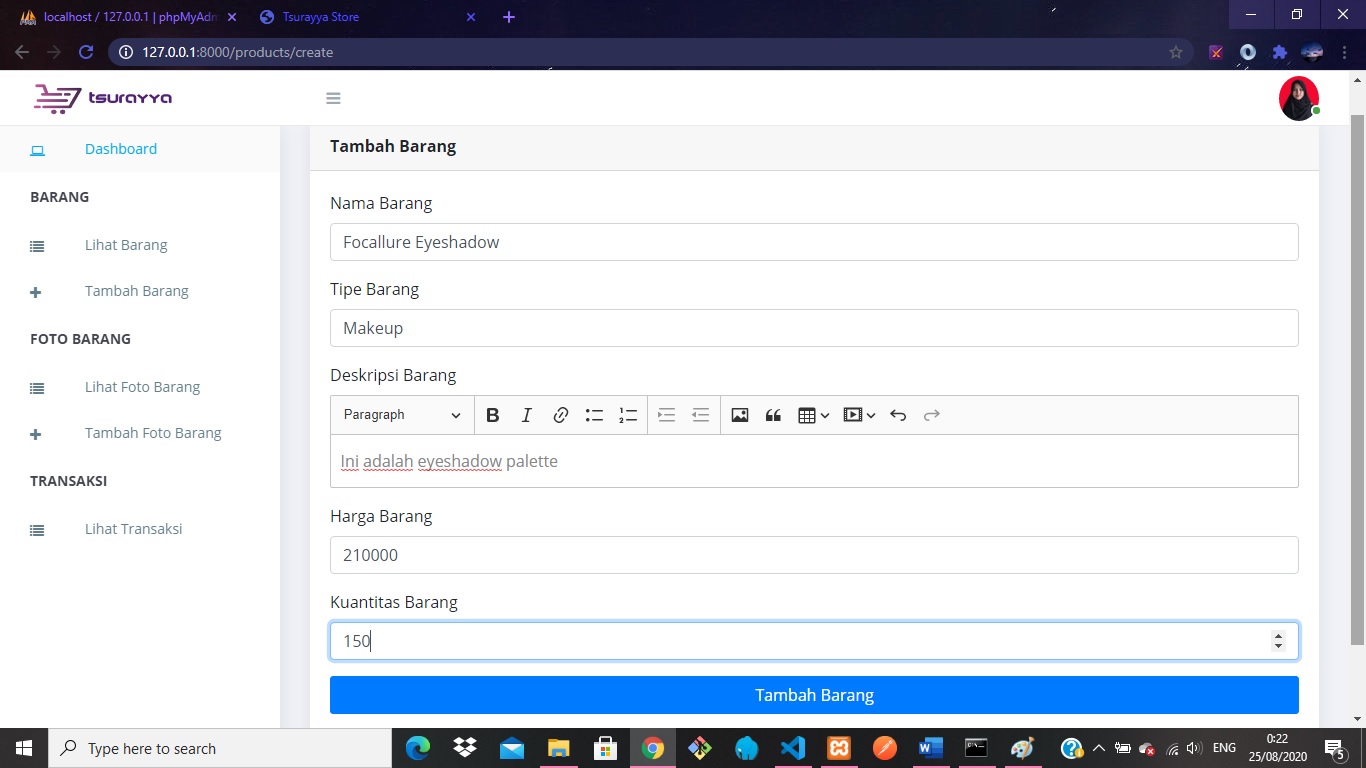 localhost / 127.0.0.1 | phpMyAdm
Tsurayya Store
127.0.0.1:8000/products/create
tsurayya
Dashboard
BARANG
Lihat Barang
Tambah Barang
FOTO BARANG
Lihat Foto Barang
Tambah Foto Barang
TRANSAKSI
Lihat Transaksi
Tambah Barang
Nama Barang
Focallure Eyeshadow
Tipe Barang
Makeup
Deskripsi Barang
Paragraph
Ini adalah eyeshadow palette
Harga Barang
210000
Kuantitas Barang
150
Tambah Barang
Type here to search
ENG
0:22
25/08/2020
5